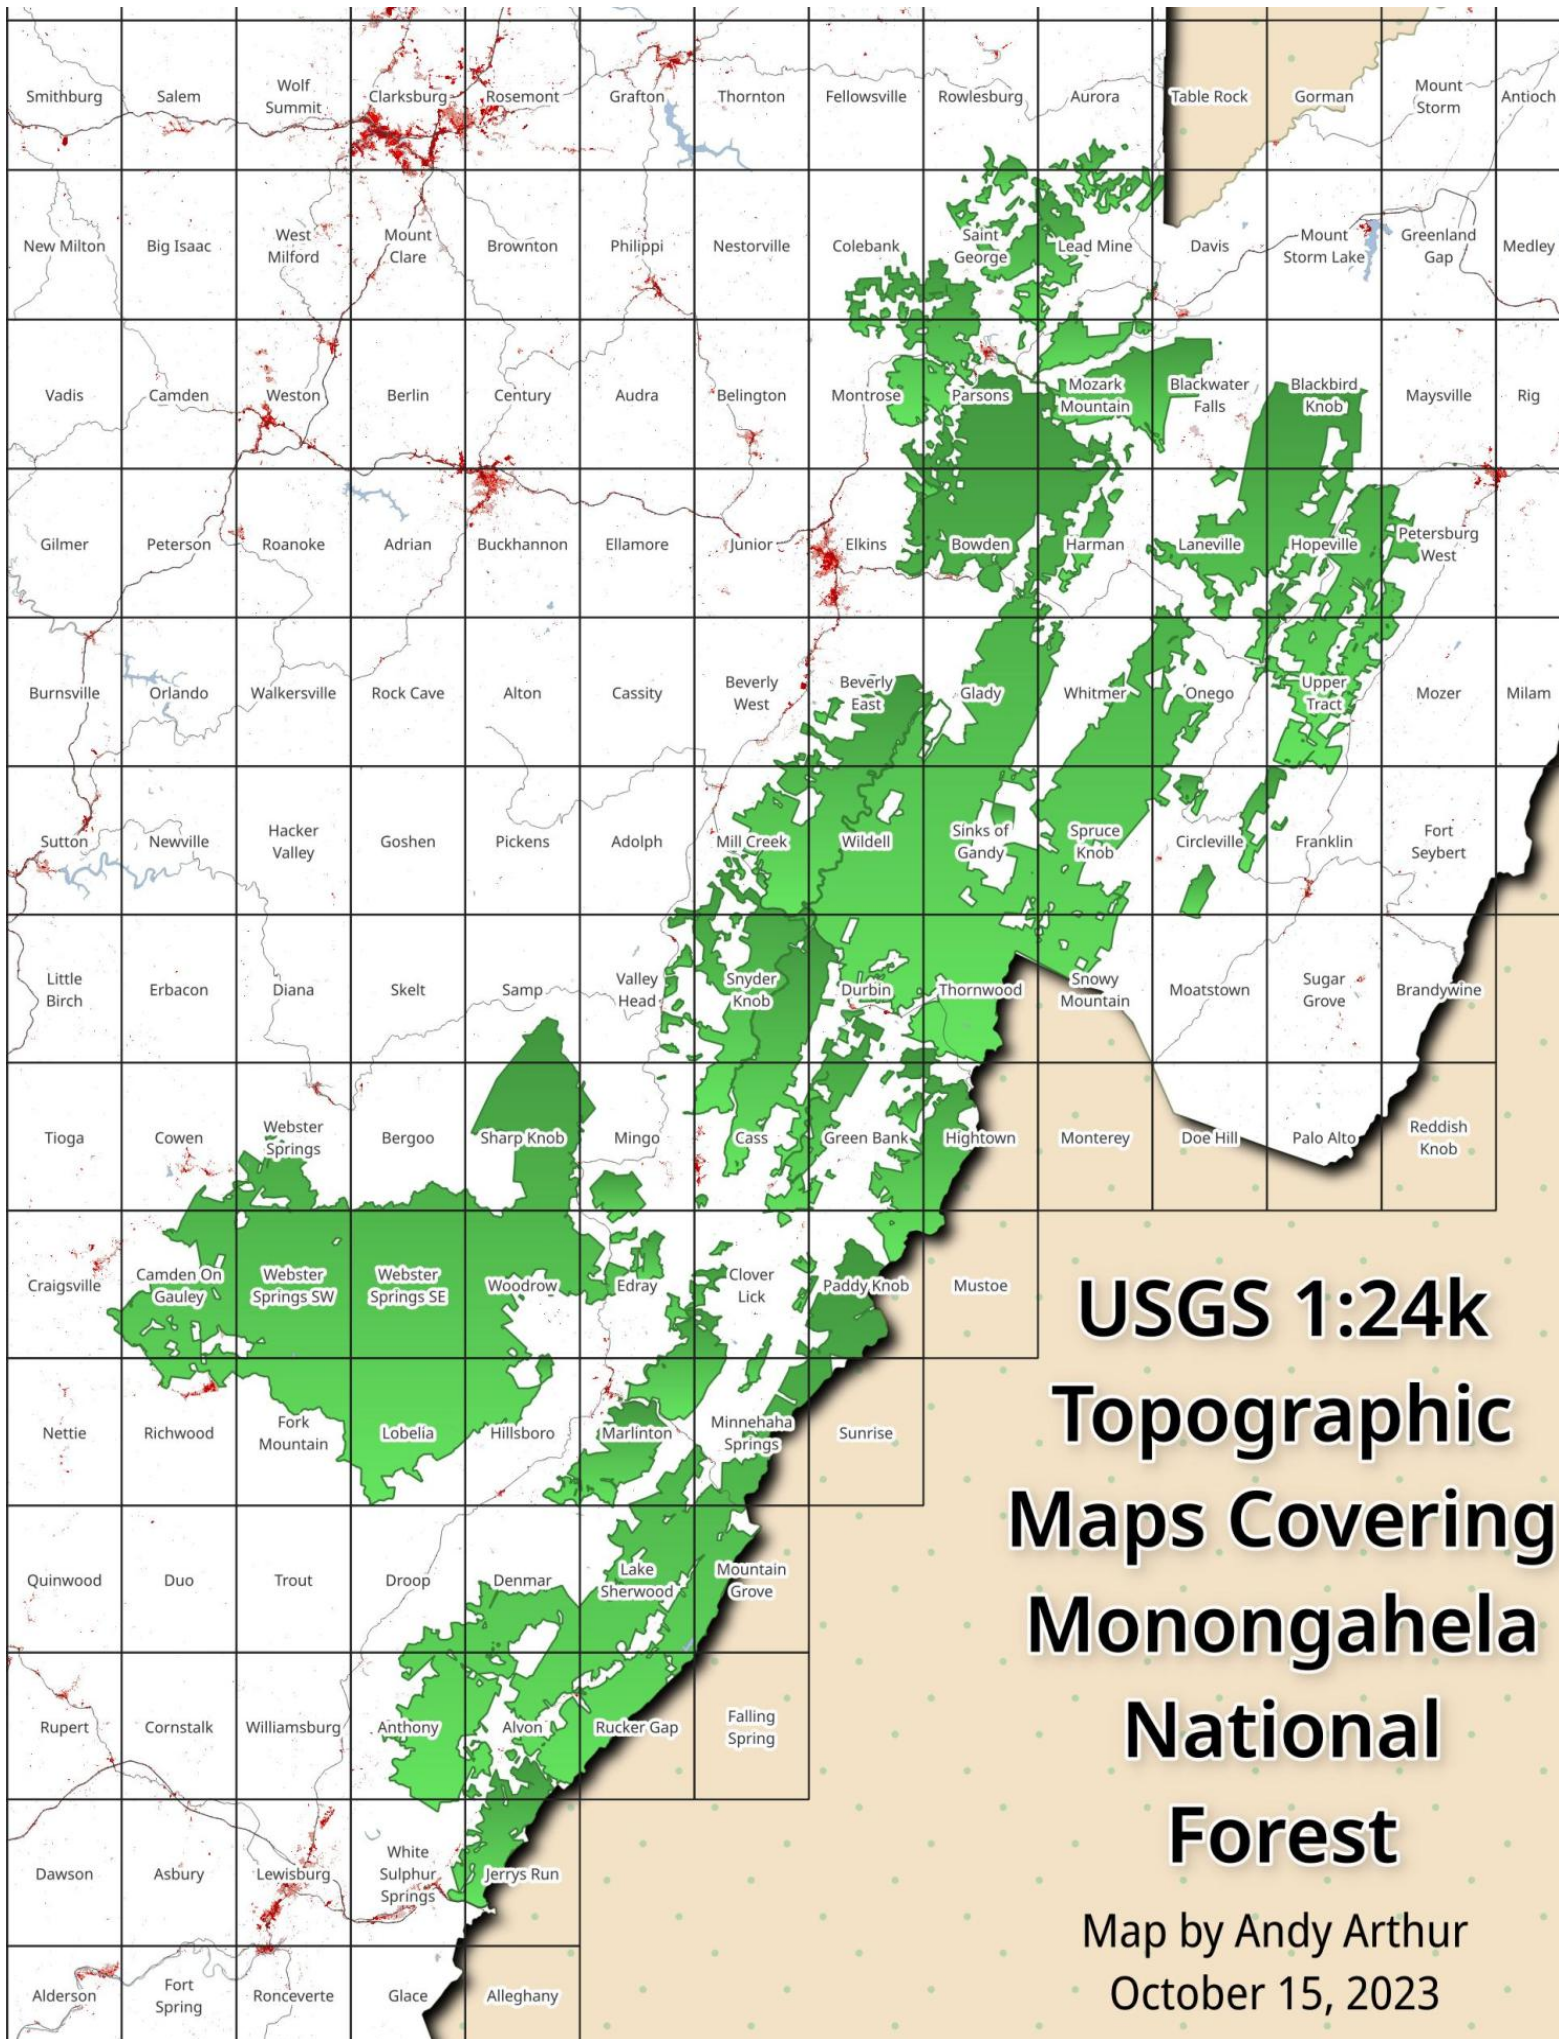 Smithburg
Salem
Wolf
Summit
Clarksburg
Rosemont
Grafton
Thornton
Fellowsville
Rowlesburg
Aurora
Table Rock
Gorman
Mount
Storm
Antioch
New Milton
Big Isaac
West
Milford
Mount
Clare
Brownton
Philippi
Nestorville
Colebank
Saint
George
Lead Mine
Davis
Mount
Storm Lake
Greenland
Gap
Medley
Vadis
Camden
Weston
Berlin
Century
Audra
Belington
Montrose
Parsons
Mozark
Mountain
Blackwater
Falls
Blackbird
Knob
Maysville
Rig
Gilmer
Peterson
Roanoke
Adrian
Buckhannon
Ellamore
Junior
Elkins
Bowden
Harman
Laneville
Hopeville
Petersburg
West
Burnsville
Orlando
Walkersville
Rock Cave
Alton
Cassity
Beverly
West
Beverly
East
Glady
Whitmer
Onego
Upper
Tract
Mozer
Milam
Sutton
Newville
Hacker
Valley
Goshen
Pickens
Adolph
Mill Creek
Wildell
Sinks of
Gandy
Spruce
Knob
Circleville
Franklin
Fort
Seybert
Little
Birch
Erbacon
Diana
Skelt
Samp
Valley
Head
Snyder
Knob
Durbin
Thornwood
Snowy
Mountain
Moatstown
Sugar
Grove
Brandywine
Tioga
Cowen
Webster
Springs
Bergoo
Sharp Knob
Mingo
Cass
Green Bank
Hightown
Monterey
Doe Hill
Palo Alto
Reddish
Knob
Craigsville
Camden On
Gauley
Webster
Springs SW
Webster
Springs SE
Woodrow
Edray
Clover
Lick
Paddy Knob
Mustoe
Nettie
Richwood
Fork
Mountain
Lobelia
Hillsboro
Marlinton
Minnehaha
Springs
Sunrise
Quinwood
Duo
Trout
Droop
Denmar
Lake
Sherwood
Mountain
Grove
Rupert
Cornstalk
Williamsburg
Anthony
Alvon
Rucker Gap
Falling
Spring
Dawson
Asbury
Lewisburg
White
Sulphur
Springs
Jerrys Run
Alderson
Fort
Spring
Ronceverte
Glace
Alleghany
USGS 1:24k
Topographic
Maps Covering
Monongahela
National
Forest
Map by Andy Arthur
October 15, 2023